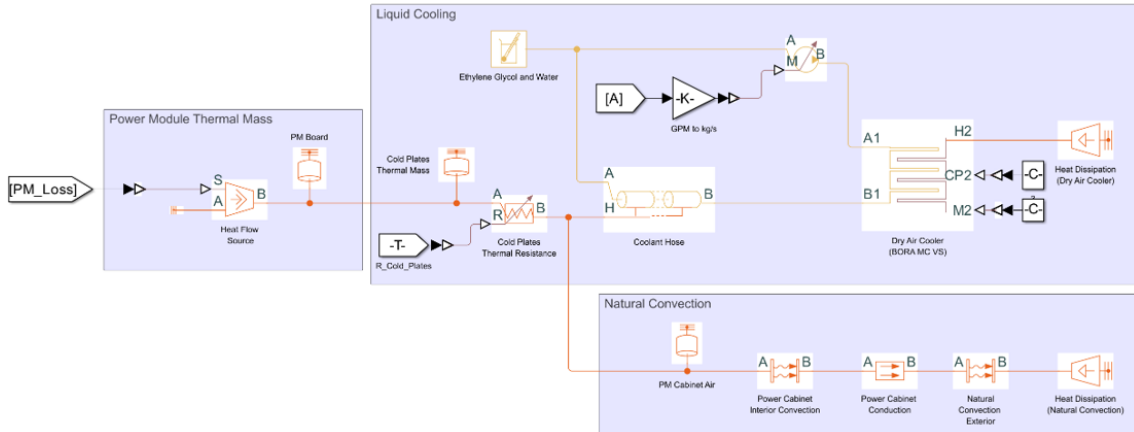 Liquid Cooling
A
M
B
Ethylene Glycol and Water
[A]
-K-
GPM to kg/s
Power Module Thermal Mass
PM Board
Cold Plates
Thermal Mass
A1
H2
CP2
-C-
B1
M2
-C-
Heat Dissipation
(Dry Air Cooler)
Dry Air Cooler
(BORA MC VS)
[PM_Loss]
S
A
B
Heat Flow
Source
A
R
B
Cold Plates
Thermal Resistance
-T-
R_Cold_Plates
A
H
B
Coolant Hose
Natural Convection
PM Cabinet Air
A
B
Power Cabinet
Interior Convection
A
B
Power Cabinet
Conduction
A
B
Natural
Convection
Exterior
Heat Dissipation
(Natural Convection)